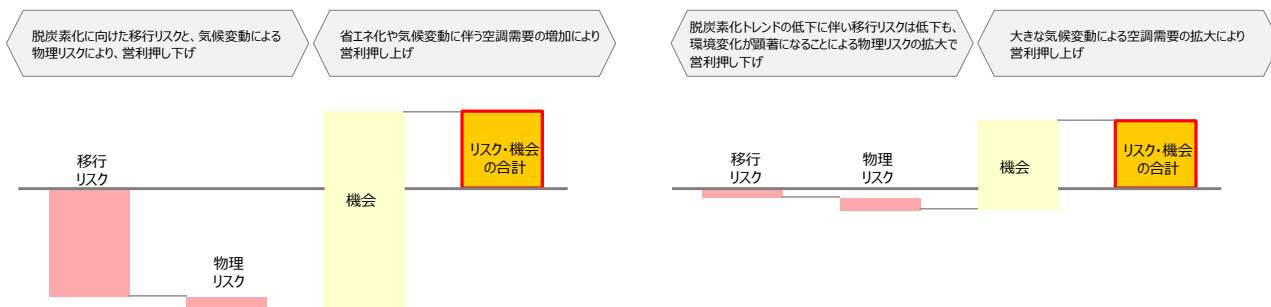 脱炭素化に向けた移行リスクと、気候変動による
物理リスクにより、営利押し下げ
省エネ化や気候変動に伴う空調需要の増加により
営利押し上げ
移行
リスク
物理
リスク
機会
リスク・機会
の合計
脱炭素化トレンドの低下に伴い移行リスクは低下も、
環境変化が顕著になることによる物理リスクの拡大で
営利押し下げ
大きな気候変動による空調需要の拡大により
営利押し上げ
移行
リスク
物理
リスク
機会
リスク・機会
の合計